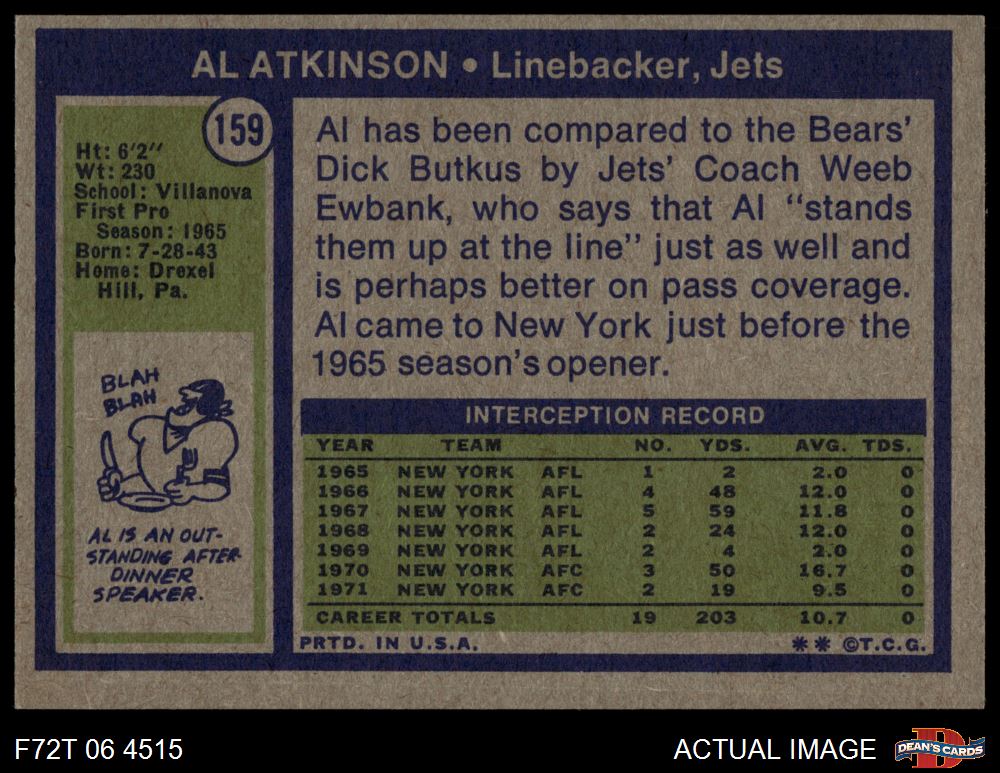 AL ATKINSON • Linebacker, Jets
159
Ht: 6'2"
Wt: 230
School: Villanova
First Pro
Season: 1965
Born: 7-28-43
Home: Drexel
Hill, Pa.
BLAH
BLAH
AL IS AN OUT-
STANDING AFTER
DINNER
SPEAKER.
Al has been compared to the Bears'
Dick Butkus by Jets' Coach Weeb
Ewbank, who says that Al "stands
them up at the line" just as well and
is perhaps better on pass coverage.
Al came to New York just before the
1965 season's opener.
INTERCEPTION RECORD
YEAR TEAM NO. YDS. AVG. TDS.
1965 NEW YORK AFL 1 2 2.0 0
1966 NEW YORK AFL 4 48 12.0 0
1967 NEW YORK AFL 5 59 11.8 0
1968 NEW YORK AFL 2 24 12.0 0
1969 NEW YORK AFL 2 4 2.0 0
1970 NEW YORK AFC 3 50 16.7 0
1971 NEW YORK AFC 2 19 9.5 0
CAREER TOTALS 19 203 10.7 0
PRTD. IN U.S.A. ** ©T.C.G.
F72T 06 4515
ACTUAL IMAGE
D
DEAN'S CARDS